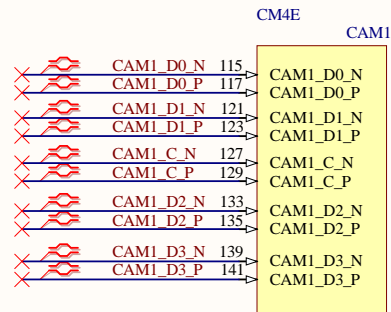 CM4E
CAM1
CAM1_D0_N 115 CAM1_D0_N
CAM1_D0_P 117 CAM1_D0_P
CAM1_D1_N 121 CAM1_D1_N
CAM1_D1_P 123 CAM1_D1_P
CAM1_C_N 127 CAM1_C_N
CAM1_C_P 129 CAM1_C_P
CAM1_D2_N 133 CAM1_D2_N
CAM1_D2_P 135 CAM1_D2_P
CAM1_D3_N 139 CAM1_D3_N
CAM1_D3_P 141 CAM1_D3_P